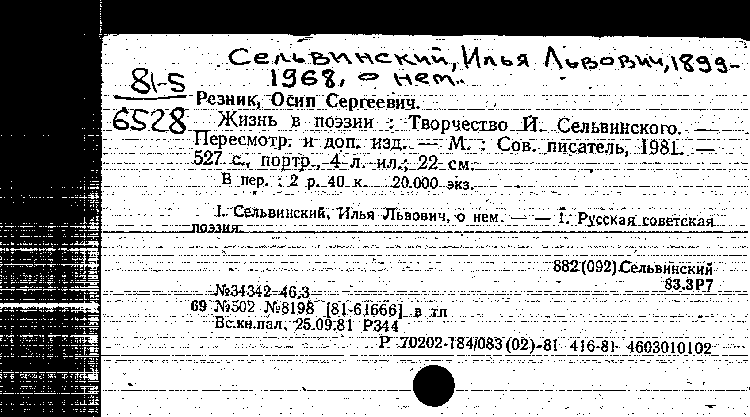 Сельвинский, Илья Львович, 1899-
1968, о нем.
81-5
6528
Резник, Осип Сергеевич.
Жизнь в поэзии : Творчество И. Сельвинского. —
Пересмотр. и доп. изд. — М. : Сов. писатель, 1981. —
527 с., портр., 4 л. ил.; 22 см.
В пер. : 2 р. 40 к. 20.000 экз.
I. Сельвинский, Илья Львович, о нем. — — 1. Русская советская
поэзия.
882(092)Сельвинский
83.3Р7
№34342 46.3
69 №502 №8198 [81-61666] в тп
Вс.кн.пал. 25.09.81 Р344
Р 70202-184/083(02)-81 416-81 4603010102